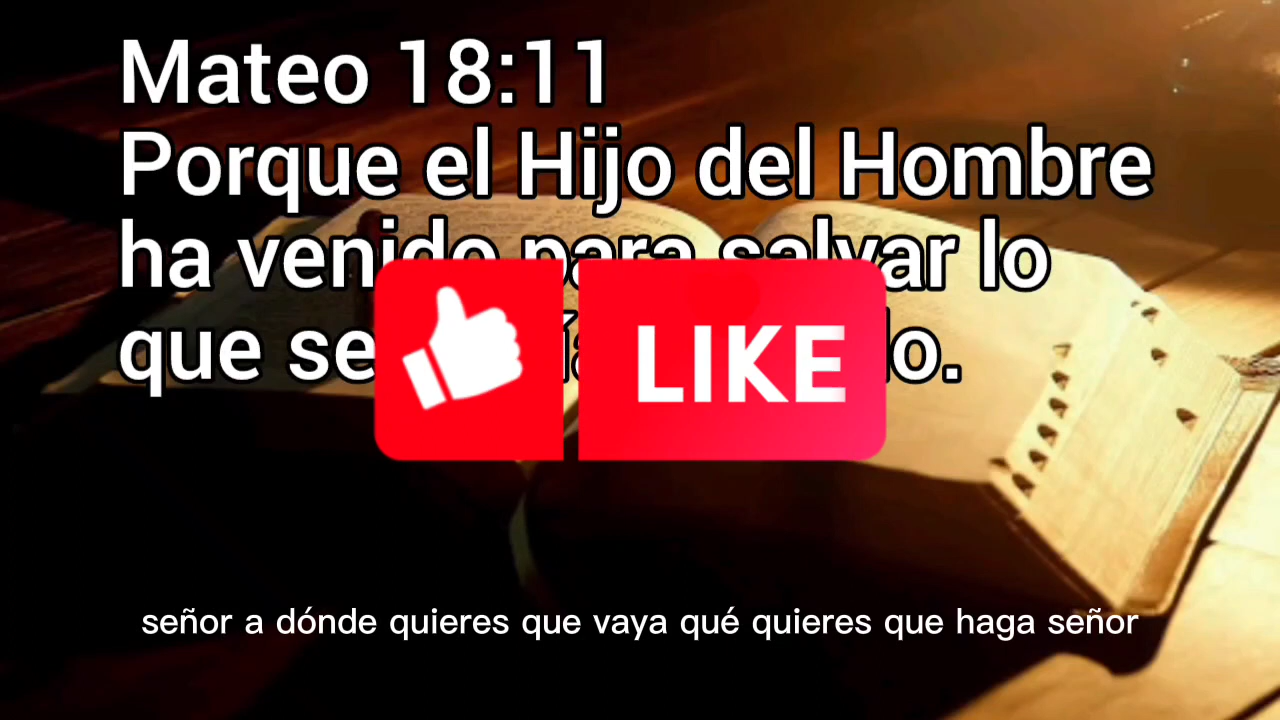 Mateo 18:11
Porque el Hijo del Hombre
ha venido para salvar lo
que se
LIKE
señor a dónde quieres que vaya qué quieres que haga señor